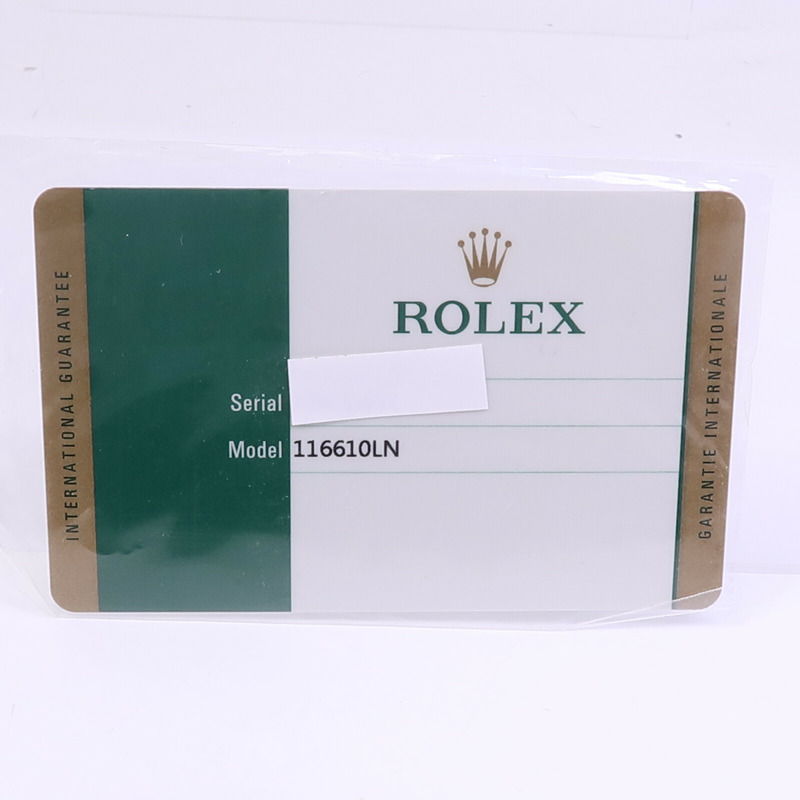 INTERNATIONAL GUARANTEE
ROLEX
Serial
Model 116610LN
GARANTIE INTERNATIONALE